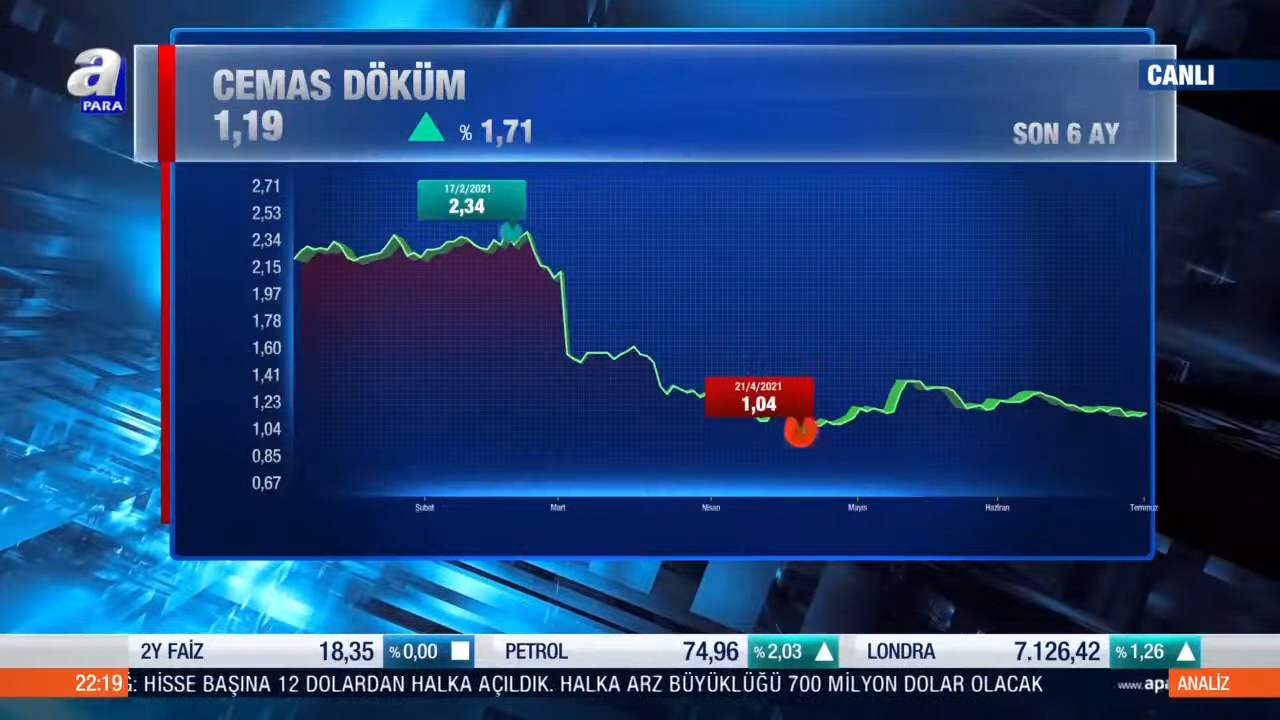 a
PARA
CEMAS DÖKÜM
1,19
% 1,71
SON 6 AY
CANLI
2,71
2,53
2,34
2,15
1,97
1,78
1,60
1,41
1,23
1,04
0,85
0,67
17/2/2021
2,34
21/4/2021
1,04
Şubat
Mart
Nisan
Mayıs
Haziran
Temmuz
2Y FAİZ 18,35 %0,00
PETROL 74,96 %2,03
LONDRA 7.126,42 %1,26
22:19
: HİSSE BAŞINA 12 DOLARDAN HALKA AÇILDIK. HALKA ARZ BÜYÜKLÜĞÜ 700 MİLYON DOLAR OLACAK
www.apa
ANALİZ